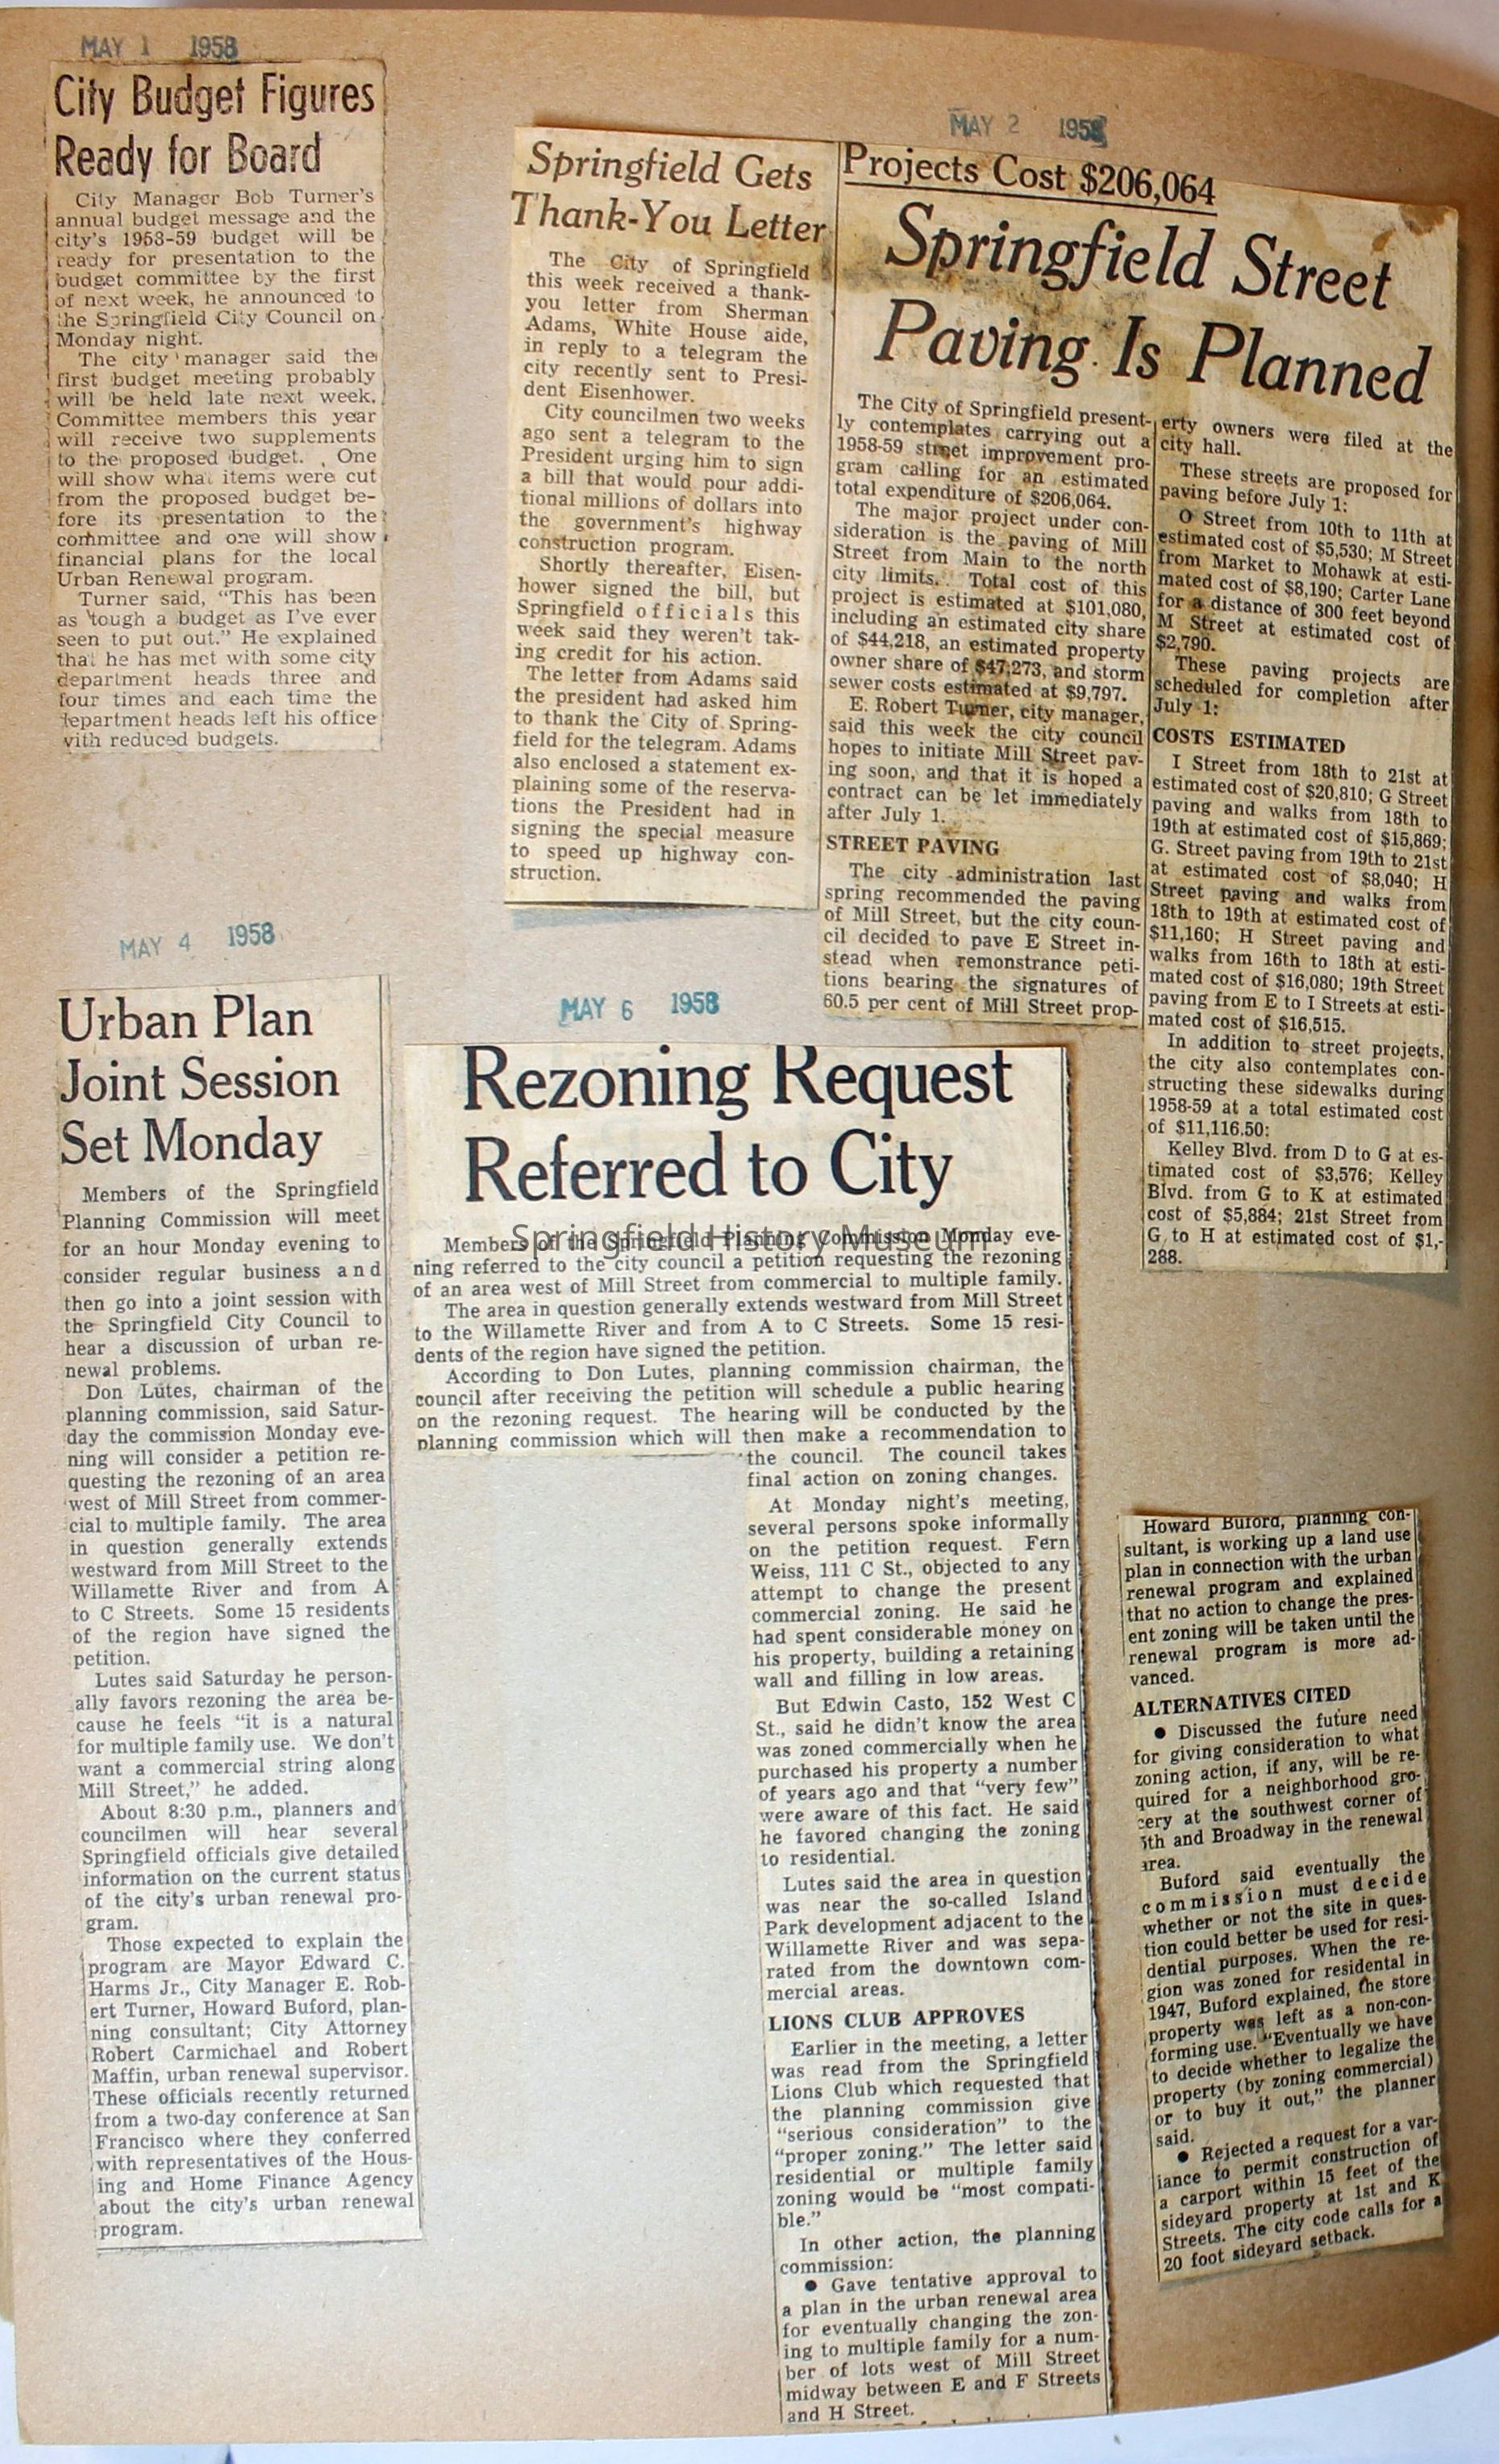 MAY 1 1958
City Budget Figures
Ready for Board
City Manager Bob Turner's
annual budget message and the
city's 1958-59 budget will be
ready for presentation to the
budget committee by the first
of next week, he announced to
the Springfield City Council on
Monday night.
The city manager said the
first budget meeting probably
will be held late next week.
Committee members this year
will receive two supplements
to the proposed budget. One
will show what items were cut
from the proposed budget be-
fore its presentation to the
committee and one will show
financial plans for the local
Urban Renewal program.
Turner said, "This has been
as tough a budget as I've ever
seen to put out." He explained
that he has met with some city
department heads three and
four times and each time the
department heads left his office
with reduced budgets.
Springfield Gets
Thank-You Letter
The City of Springfield
this week received a thank-
you letter from Sherman
Adams, White House aide,
in reply to a telegram the
city recently sent to Presi-
dent Eisenhower.
City councilmen two weeks
ago sent a telegram to the
President urging him to sign
a bill that would pour addi-
tional millions of dollars into
the government's highway
construction program.
Shortly thereafter, Eisen-
hower signed the bill, but
Springfield officials this
week said they weren't tak-
ing credit for his action.
The letter from Adams said
the president had asked him
to thank the City of Spring-
field for the telegram. Adams
also enclosed a statement ex-
plaining some of the reserva-
tions the President had in
signing the special measure
to speed up highway con-
struction.
MAY 2 1958
Projects Cost $206,064
Springfield Street
Paving Is Planned
The City of Springfield present-
ly contemplates carrying out a
1958-59 street improvement pro-
gram calling for an estimated
total expenditure of $206,064.
The major project under con-
sideration is the paving of Mill
Street from Main to the north
city limits. Total cost of this
project is estimated at $101,080,
including an estimated city share
of $44,218, an estimated property
owner share of $47,273, and storm
sewer costs estimated at $9,797.
E. Robert Turner, city manager,
said this week the city council
hopes to initiate Mill Street pav-
ing soon, and that it is hoped a
contract can be let immediately
after July 1.
STREET PAVING
The city administration last
spring recommended the paving
of Mill Street, but the city coun-
cil decided to pave E Street in-
stead when remonstrance peti-
tions bearing the signatures of
60.5 per cent of Mill Street prop-
erty owners were filed at the
city hall.
These streets are proposed for
paving before July 1:
O Street from 10th to 11th at
estimated cost of $5,530; M Street
from Market to Mohawk at esti-
mated cost of $8,190; Carter Lane
for a distance of 300 feet beyond
M Street at estimated cost of
$2,790.
These paving projects are
scheduled for completion after
July 1:
COSTS ESTIMATED
I Street from 18th to 21st at
estimated cost of $20,810; G Street
paving and walks from 18th to
19th at estimated cost of $15,869;
G. Street paving from 19th to 21st
at estimated cost of $8,040; H
Street paving and walks from
18th to 19th at estimated cost of
$11,160; H Street paving and
walks from 16th to 18th at esti-
mated cost of $16,080; 19th Street
paving from E to I Streets at esti-
mated cost of $16,515.
In addition to street projects,
the city also contemplates con-
structing these sidewalks during
1958-59 at a total estimated cost
of $11,116.50:
Kelley Blvd. from D to G at es-
timated cost of $3,576; Kelley
Blvd. from G to K at estimated
cost of $5,884; 21st Street from
G to H at estimated cost of $1,-
288.
MAY 4 1958
Urban Plan
Joint Session
Set Monday
Members of the Springfield
Planning Commission will meet
for an hour Monday evening to
consider regular business and
then go into a joint session with
the Springfield City Council to
hear a discussion of urban re-
newal problems.
Don Lutes, chairman of the
planning commission, said Satur-
day the commission Monday eve-
ning will consider a petition re-
questing the rezoning of an area
west of Mill Street from commer-
cial to multiple family. The area
in question generally extends
westward from Mill Street to the
Willamette River and from A
to C Streets. Some 15 residents
of the region have signed the
petition.
Lutes said Saturday he person-
ally favors rezoning the area be-
cause he feels "it is a natural
for multiple family use. We don't
want a commercial string along
Mill Street," he added.
About 8:30 p.m., planners and
councilmen will hear several
Springfield officials give detailed
information on the current status
of the city's urban renewal pro-
gram.
Those expected to explain the
program are Mayor Edward C.
Harms Jr., City Manager E. Rob-
ert Turner, Howard Buford, plan-
ning consultant; City Attorney
Robert Carmichael and Robert
Maffin, urban renewal supervisor.
These officials recently returned
from a two-day conference at San
Francisco where they conferred
with representatives of the Hous-
ing and Home Finance Agency
about the city's urban renewal
program.
MAY 6 1958
Rezoning Request
Referred to City
Springfield History Museum
Members of the Springfield Planning Commission Monday eve-
ning referred to the city council a petition requesting the rezoning
of an area west of Mill Street from commercial to multiple family.
The area in question generally extends westward from Mill Street
to the Willamette River and from A to C Streets. Some 15 resi-
dents of the region have signed the petition.
According to Don Lutes, planning commission chairman, the
council after receiving the petition will schedule a public hearing
on the rezoning request. The hearing will be conducted by the
planning commission which will then make a recommendation to
the council. The council takes
final action on zoning changes.
At Monday night's meeting,
several persons spoke informally
on the petition request. Fern
Weiss, 111 C St., objected to any
attempt to change the present
commercial zoning. He said he
had spent considerable money on
his property, building a retaining
wall and filling in low areas.
But Edwin Casto, 152 West C
St., said he didn't know the area
was zoned commercially when he
purchased his property a number
of years ago and that "very few"
were aware of this fact. He said
he favored changing the zoning
to residential.
Lutes said the area in question
was near the so-called Island
Park development adjacent to the
Willamette River and was sepa-
rated from the downtown com-
mercial areas.
LIONS CLUB APPROVES
Earlier in the meeting, a letter
was read from the Springfield
Lions Club which requested that
the planning commission give
"serious consideration" to the
"proper zoning." The letter said
residential or multiple family
zoning would be "most compati-
ble."
In other action, the planning
commission:
● Gave tentative approval to
a plan in the urban renewal area
for eventually changing the zon-
ing to multiple family for a num-
ber of lots west of Mill Street
midway between E and F Streets
and H Street.
Howard Buford, planning con-
sultant, is working up a land use
plan in connection with the urban
renewal program and explained
that no action to change the pres-
ent zoning will be taken until the
renewal program is more ad-
vanced.
ALTERNATIVES CITED
● Discussed the future need
for giving consideration to what
zoning action, if any, will be re-
quired for a neighborhood gro-
cery at the southwest corner of
5th and Broadway in the renewal
area.
Buford said eventually the
commission must decide
whether or not the site in ques-
tion could better be used for resi-
dential purposes. When the re-
gion was zoned for residental in
1947, Buford explained, the store
property was left as a non-con-
forming use. "Eventually we have
to decide whether to legalize the
property (by zoning commercial)
or to buy it out," the planner
said.
● Rejected a request for a var-
iance to permit construction of
a carport within 15 feet of the
sideyard property at 1st and K
Streets. The city code calls for a
20 foot sideyard setback.